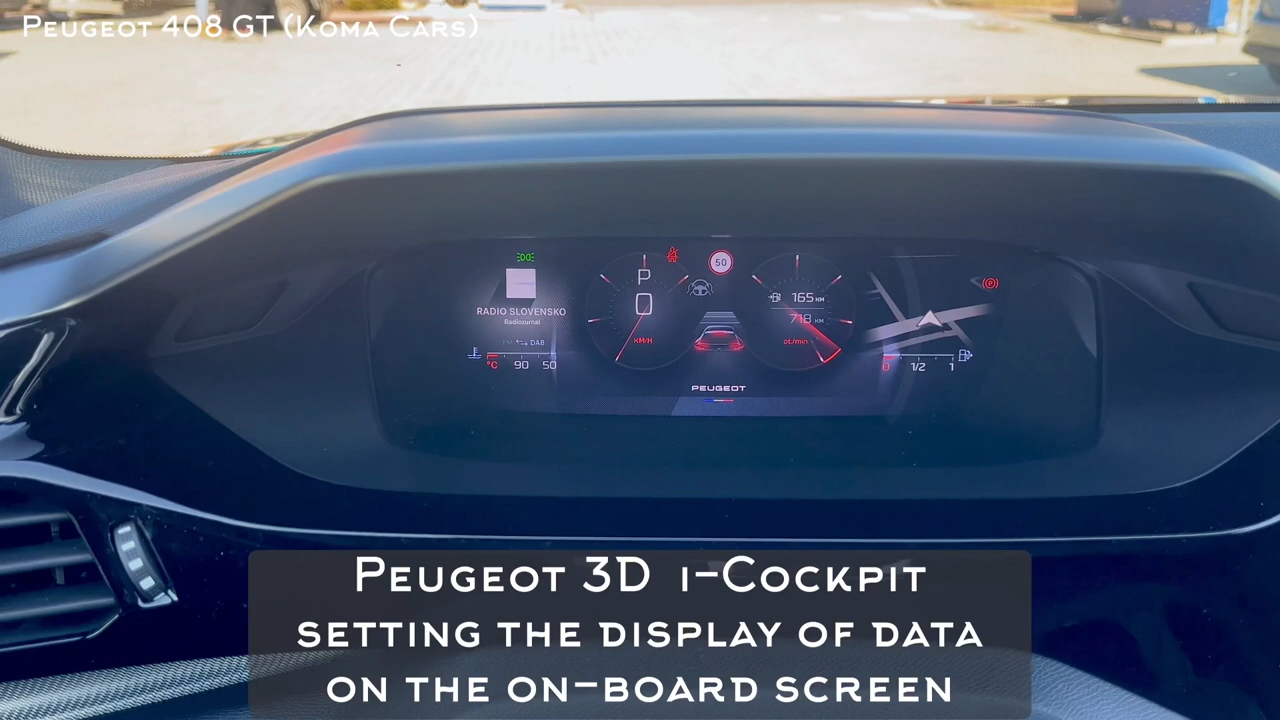 Peugeot 408 GT (Koma Cars)
50
P
0
KM/H
165 KM
718 KM
ot./min
RADIO SLOVENSKO
Radiožurnál
FM DAB
°C 90 50
0 1/2 1
P
PEUGEOT
Peugeot 3D i-Cockpit
setting the display of data
on the on-board screen